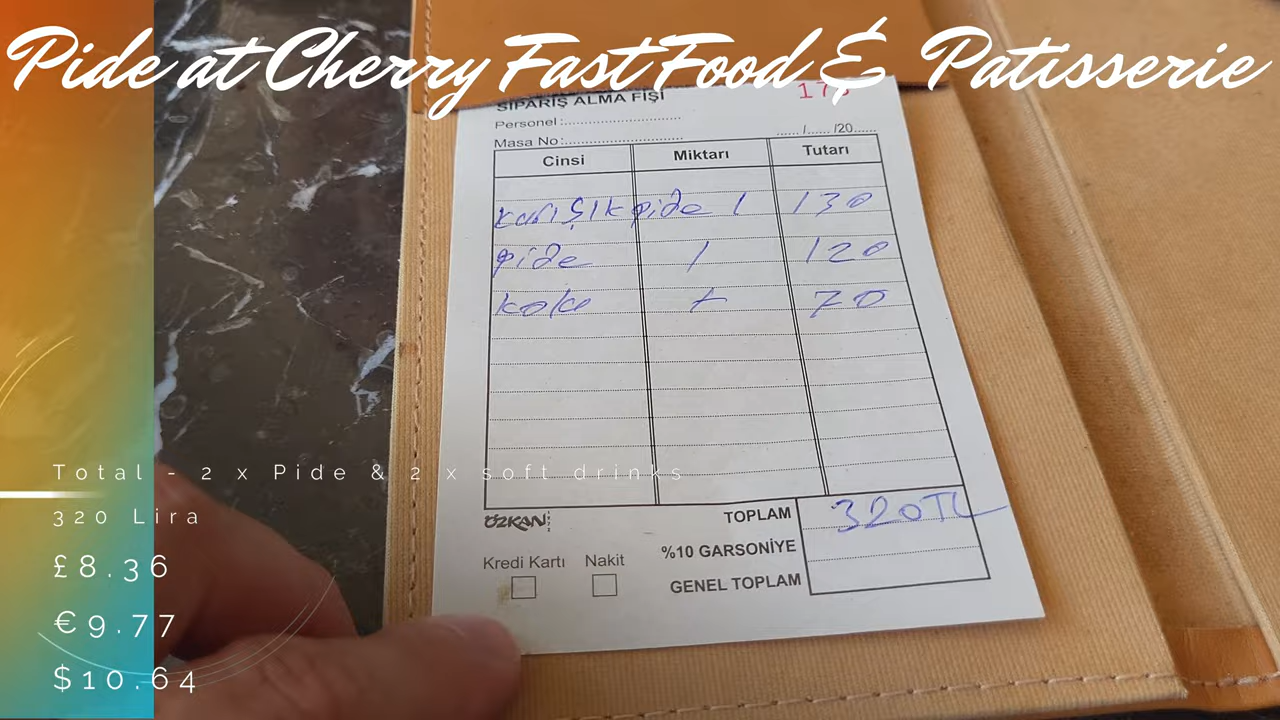 Pide at Cherry Fast Food & Patisserie
SİPARİŞ ALMA FİŞİ
Personel :..............................
Masa No:............................... ....../....../20......
Cinsi Miktarı Tutarı
karışık pide 1 130
pide 1 120
kola 70
Total - 2 x Pide & 2 x soft drinks
320 Lira
£8.36
€9.77
$10.64
ÖZKAN
TOPLAM 320TL
%10 GARSONİYE
Kredi Kartı Nakit
GENEL TOPLAM